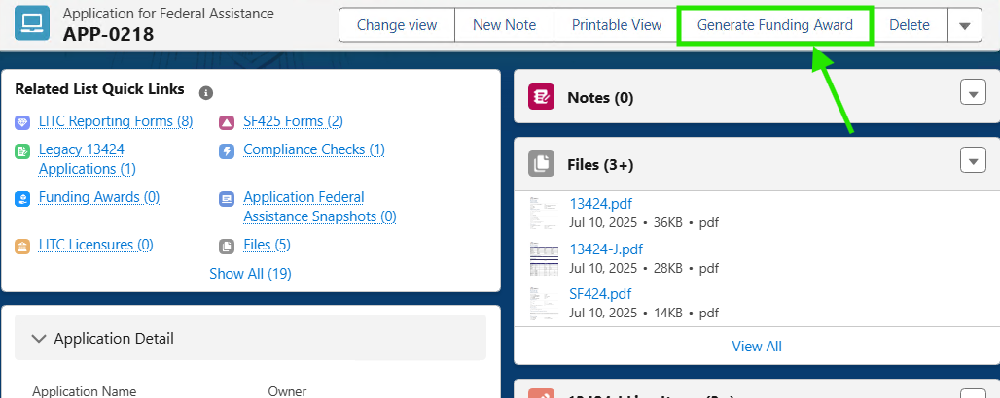 Application for Federal Assistance
APP-0218
Change view
New Note
Printable View
Generate Funding Award
Delete
Related List Quick Links
LITC Reporting Forms (8)
SF425 Forms (2)
Legacy 13424
Applications (1)
Compliance Checks (1)
Funding Awards (0)
Application Federal
Assistance Snapshots (0)
LITC Licensures (0)
Files (5)
Show All (19)
Application Detail
Application Name
Owner
Notes (0)
Files (3+)
13424.pdf
Jul 10, 2025 • 36KB • pdf
13424-J.pdf
Jul 10, 2025 • 28KB • pdf
SF424.pdf
Jul 10, 2025 • 14KB • pdf
View All